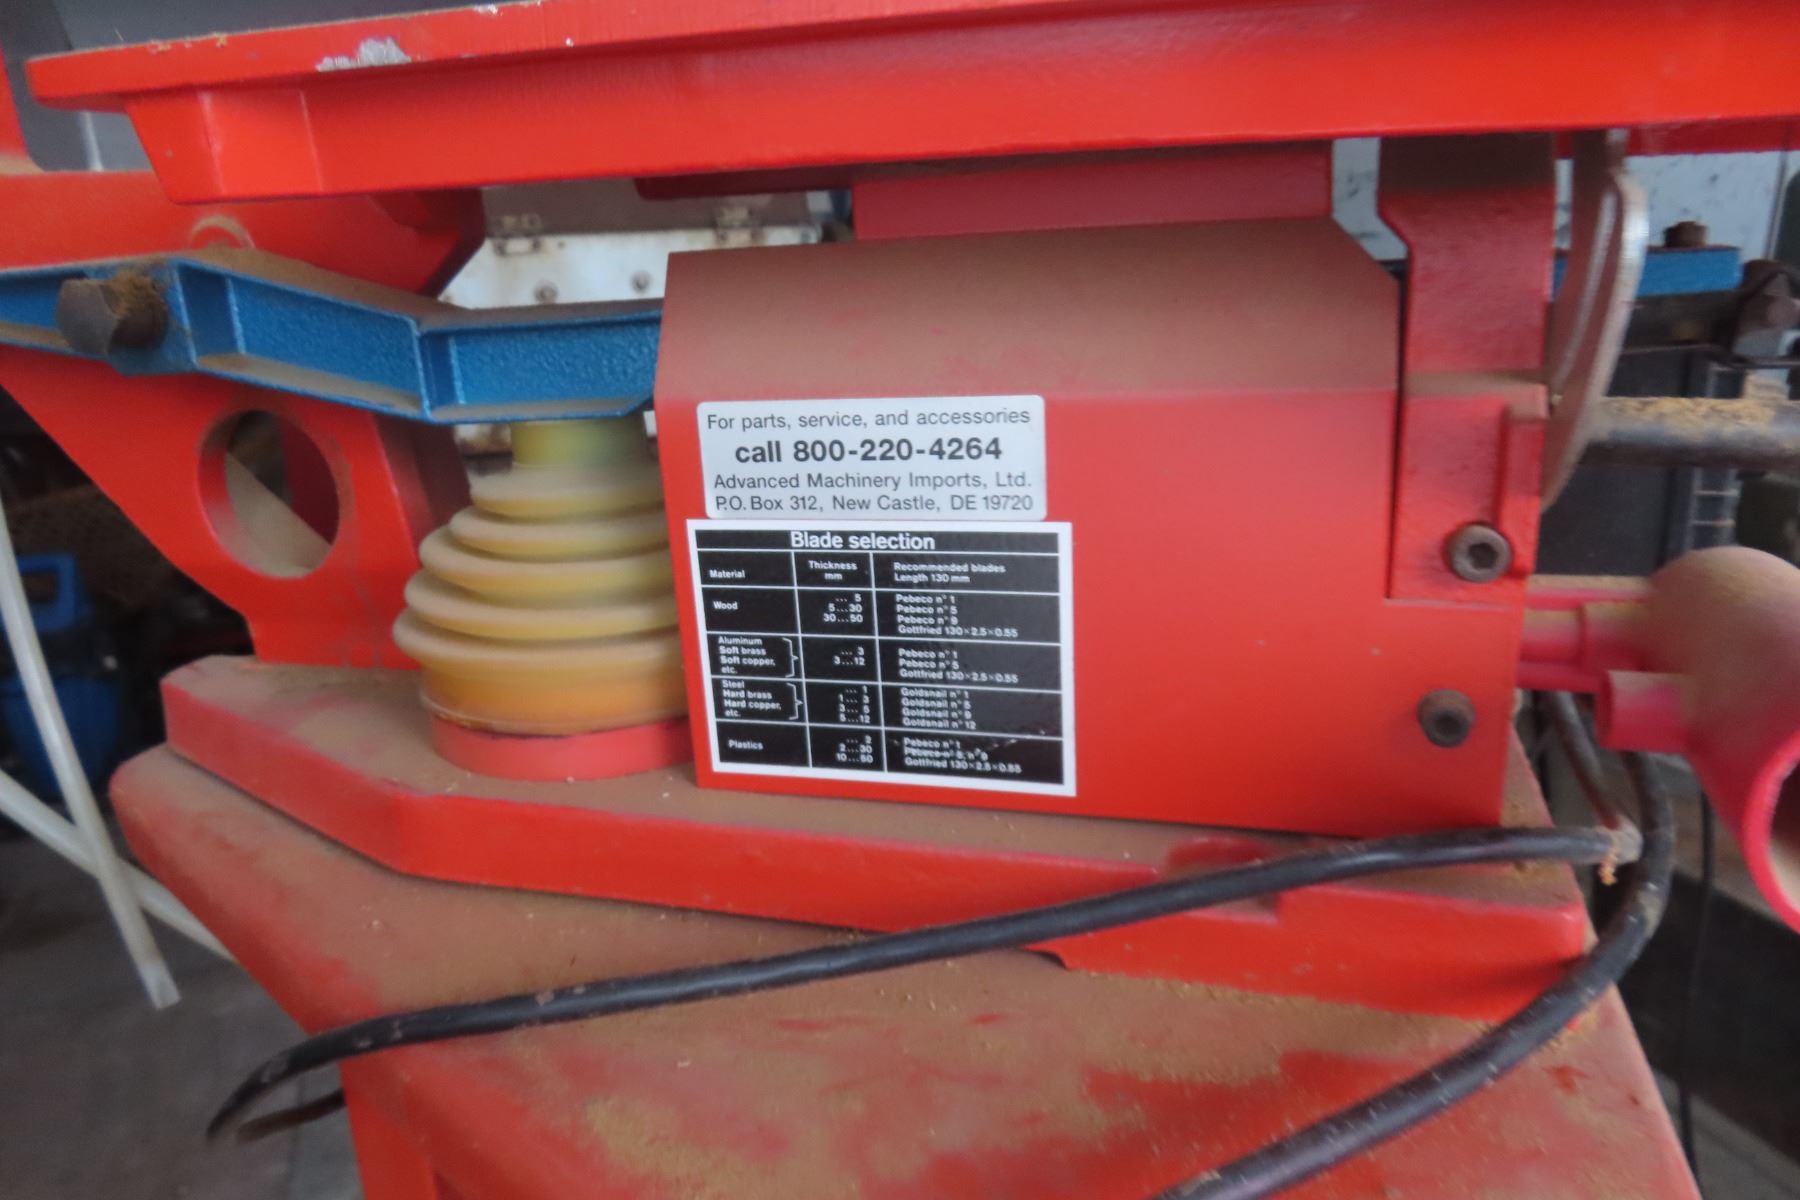 For parts, service, and accessories
call 800-220-4264
Advanced Machinery Imports, Ltd.
P.O. Box 312, New Castle, DE 19720
Blade selection
Material Thickness mm Recommended blades Length 130 mm
Wood
... 5 Pebeco n° 1
5...30 Pebeco n° 5
30...50 Pebeco n° 9
Gottfried 130×2.5×0.55
Aluminum
Soft brass
Soft copper,
etc.
... 3 Pebeco n° 1
3...12 Pebeco n° 5
Gottfried 130×2.5×0.55
Steel
Hard brass
Hard copper,
etc.
... 1 Goldsnail n° 1
1... 3 Goldsnail n° 5
3... 5 Goldsnail n° 9
5...12 Goldsnail n° 12
Plastics
... 2 Pebeco n° 1
2...30 Pebeco n° 5, n° 9
10...50 Gottfried 130×2.5×0.55